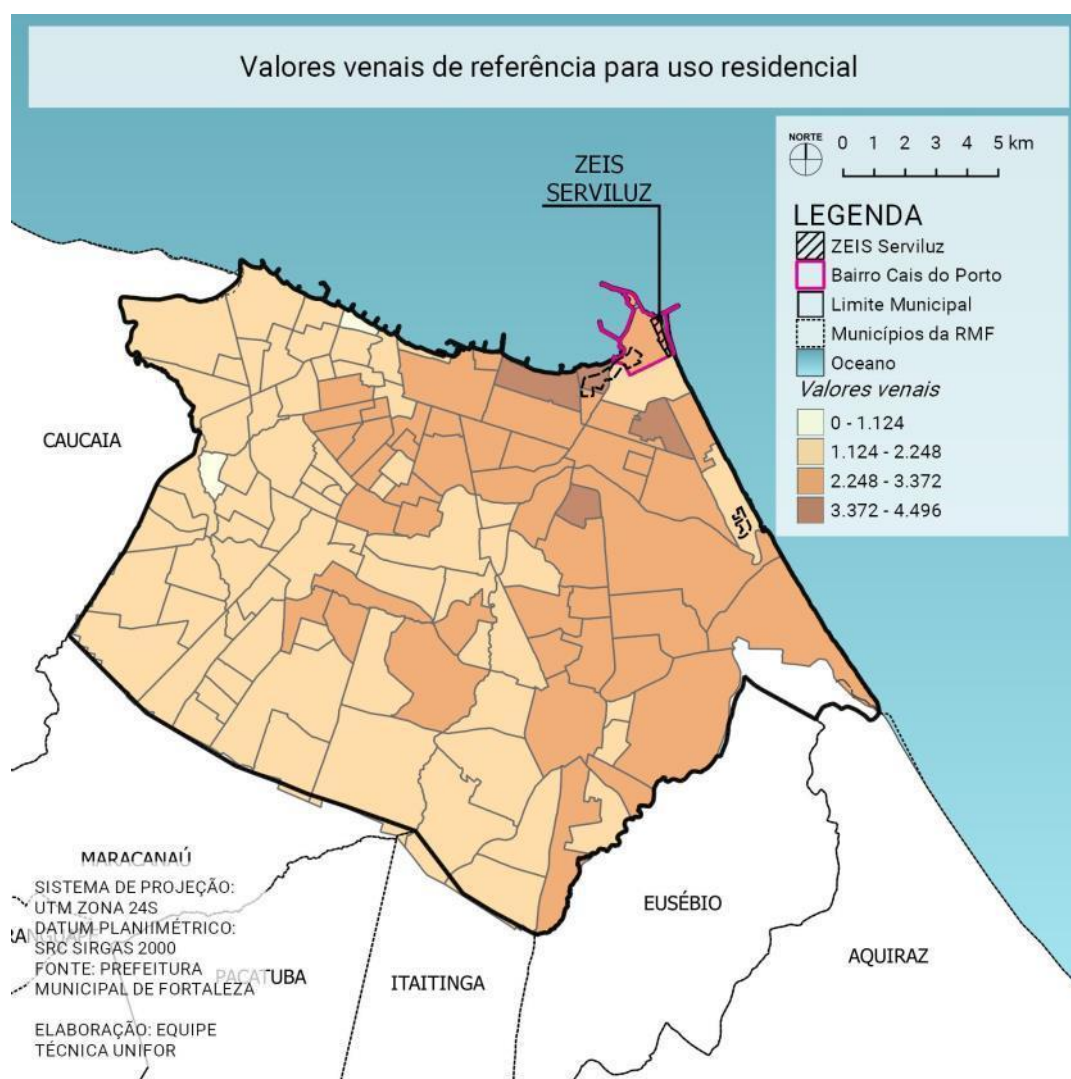 Valores venais de referência para uso residencial
NORTE
0 1 2 3 4 5 km
ZEIS
SERVILUZ
LEGENDA
ZEIS Serviluz
Bairro Cais do Porto
Limite Municipal
Municípios da RMF
Oceano
Valores venais
0 - 1.124
1.124 - 2.248
2.248 - 3.372
3.372 - 4.496
CAUCAIA
MARACANAÚ
SISTEMA DE PROJEÇÃO:
UTM ZONA 24S
DATUM PLANIMÉTRICO:
SRC SIRGAS 2000
FONTE: PREFEITURA
MUNICIPAL DE FORTALEZA
PACATUBA
ITAITINGA
EUSÉBIO
AQUIRAZ
ELABORAÇÃO: EQUIPE
TÉCNICA UNIFOR